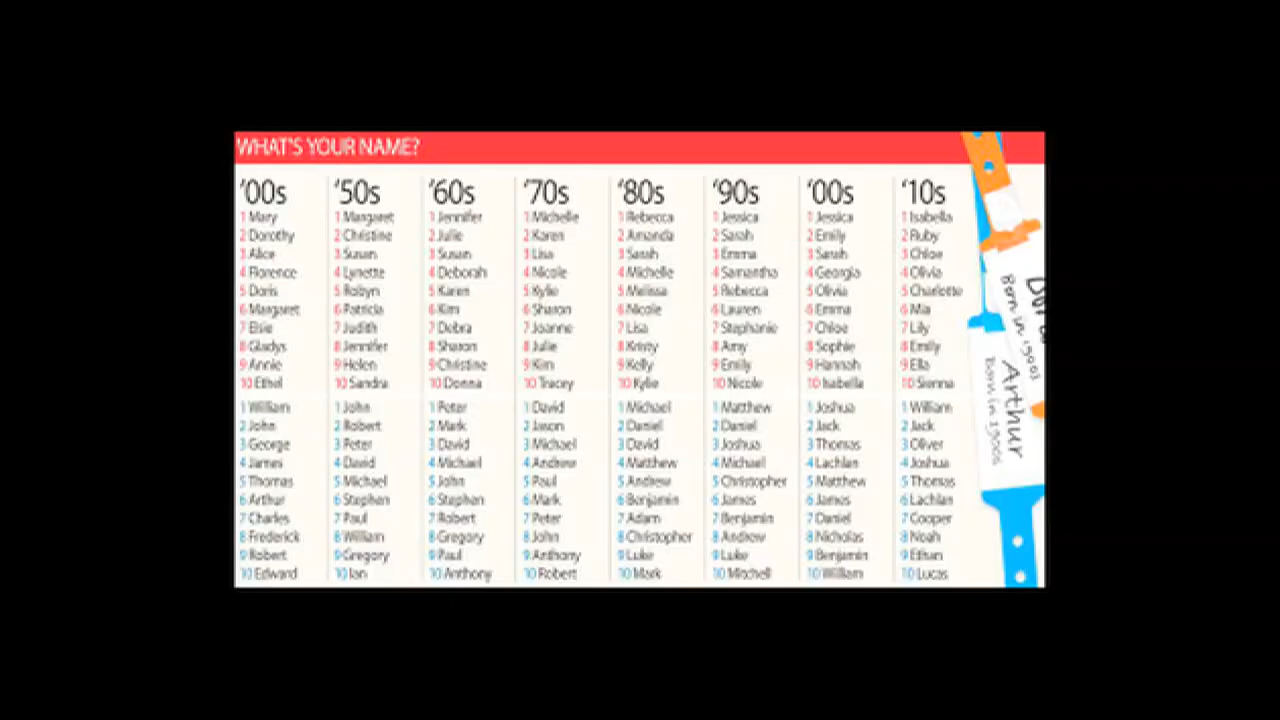 WHAT'S YOUR NAME?
'00s
1 Mary
2 Dorothy
3 Alice
4 Florence
5 Doris
6 Margaret
7 Elsie
8 Gladys
9 Annie
10 Ethel
1 William
2 John
3 George
4 James
5 Thomas
6 Arthur
7 Charles
8 Frederick
9 Robert
10 Edward
'50s
1 Margaret
2 Christine
3 Susan
4 Lynette
5 Robyn
6 Patricia
7 Judith
8 Jennifer
9 Helen
10 Sandra
1 John
2 Robert
3 Peter
4 David
5 Michael
6 Stephen
7 Paul
8 William
9 Gregory
10 Ian
'60s
1 Jennifer
2 Julie
3 Susan
4 Deborah
5 Karen
6 Kim
7 Debra
8 Sharon
9 Christine
10 Donna
1 Peter
2 Mark
3 David
4 Michael
5 John
6 Stephen
7 Robert
8 Gregory
9 Paul
10 Anthony
'70s
1 Michelle
2 Karen
3 Lisa
4 Nicole
5 Kylie
6 Sharon
7 Joanne
8 Julie
9 Kim
10 Tracey
1 David
2 Jason
3 Michael
4 Andrew
5 Paul
6 Mark
7 Peter
8 John
9 Anthony
10 Robert
'80s
1 Rebecca
2 Amanda
3 Sarah
4 Michelle
5 Melissa
6 Nicole
7 Lisa
8 Kristy
9 Kelly
10 Kylie
1 Michael
2 Daniel
3 David
4 Matthew
5 Andrew
6 Benjamin
7 Adam
8 Christopher
9 Luke
10 Mark
'90s
1 Jessica
2 Sarah
3 Emma
4 Samantha
5 Rebecca
6 Lauren
7 Stephanie
8 Amy
9 Emily
10 Nicole
1 Matthew
2 Daniel
3 Joshua
4 Michael
5 Christopher
6 James
7 Benjamin
8 Andrew
9 Luke
10 Mitchell
'00s
1 Jessica
2 Emily
3 Sarah
4 Georgia
5 Olivia
6 Emma
7 Chloe
8 Sophie
9 Hannah
10 Isabella
1 Joshua
2 Jack
3 Thomas
4 Lachlan
5 Matthew
6 James
7 Daniel
8 Nicholas
9 Benjamin
10 William
'10s
1 Isabella
2 Ruby
3 Chloe
4 Olivia
5 Charlotte
6 Mia
7 Lily
8 Emily
9 Ella
10 Sienna
1 William
2 Jack
3 Oliver
4 Joshua
5 Thomas
6 Lachlan
7 Cooper
8 Noah
9 Ethan
10 Lucas
Born in 1900s
Arthur
Born in 1900s